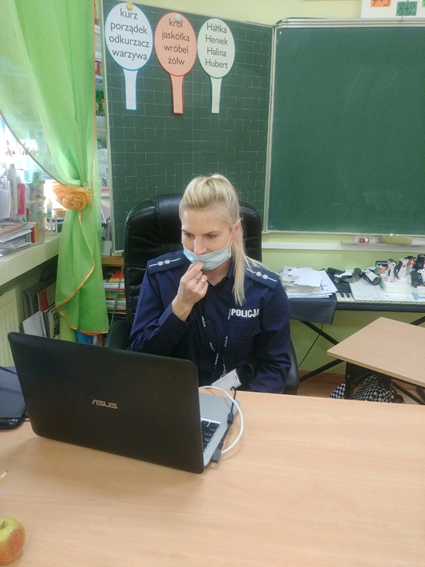 kurz
porządek
odkurzacz
warzywa
król
jaskółka
wróbel
żółw
Hanka
Heniek
Halina
Hubert
POLICJA
ASUS